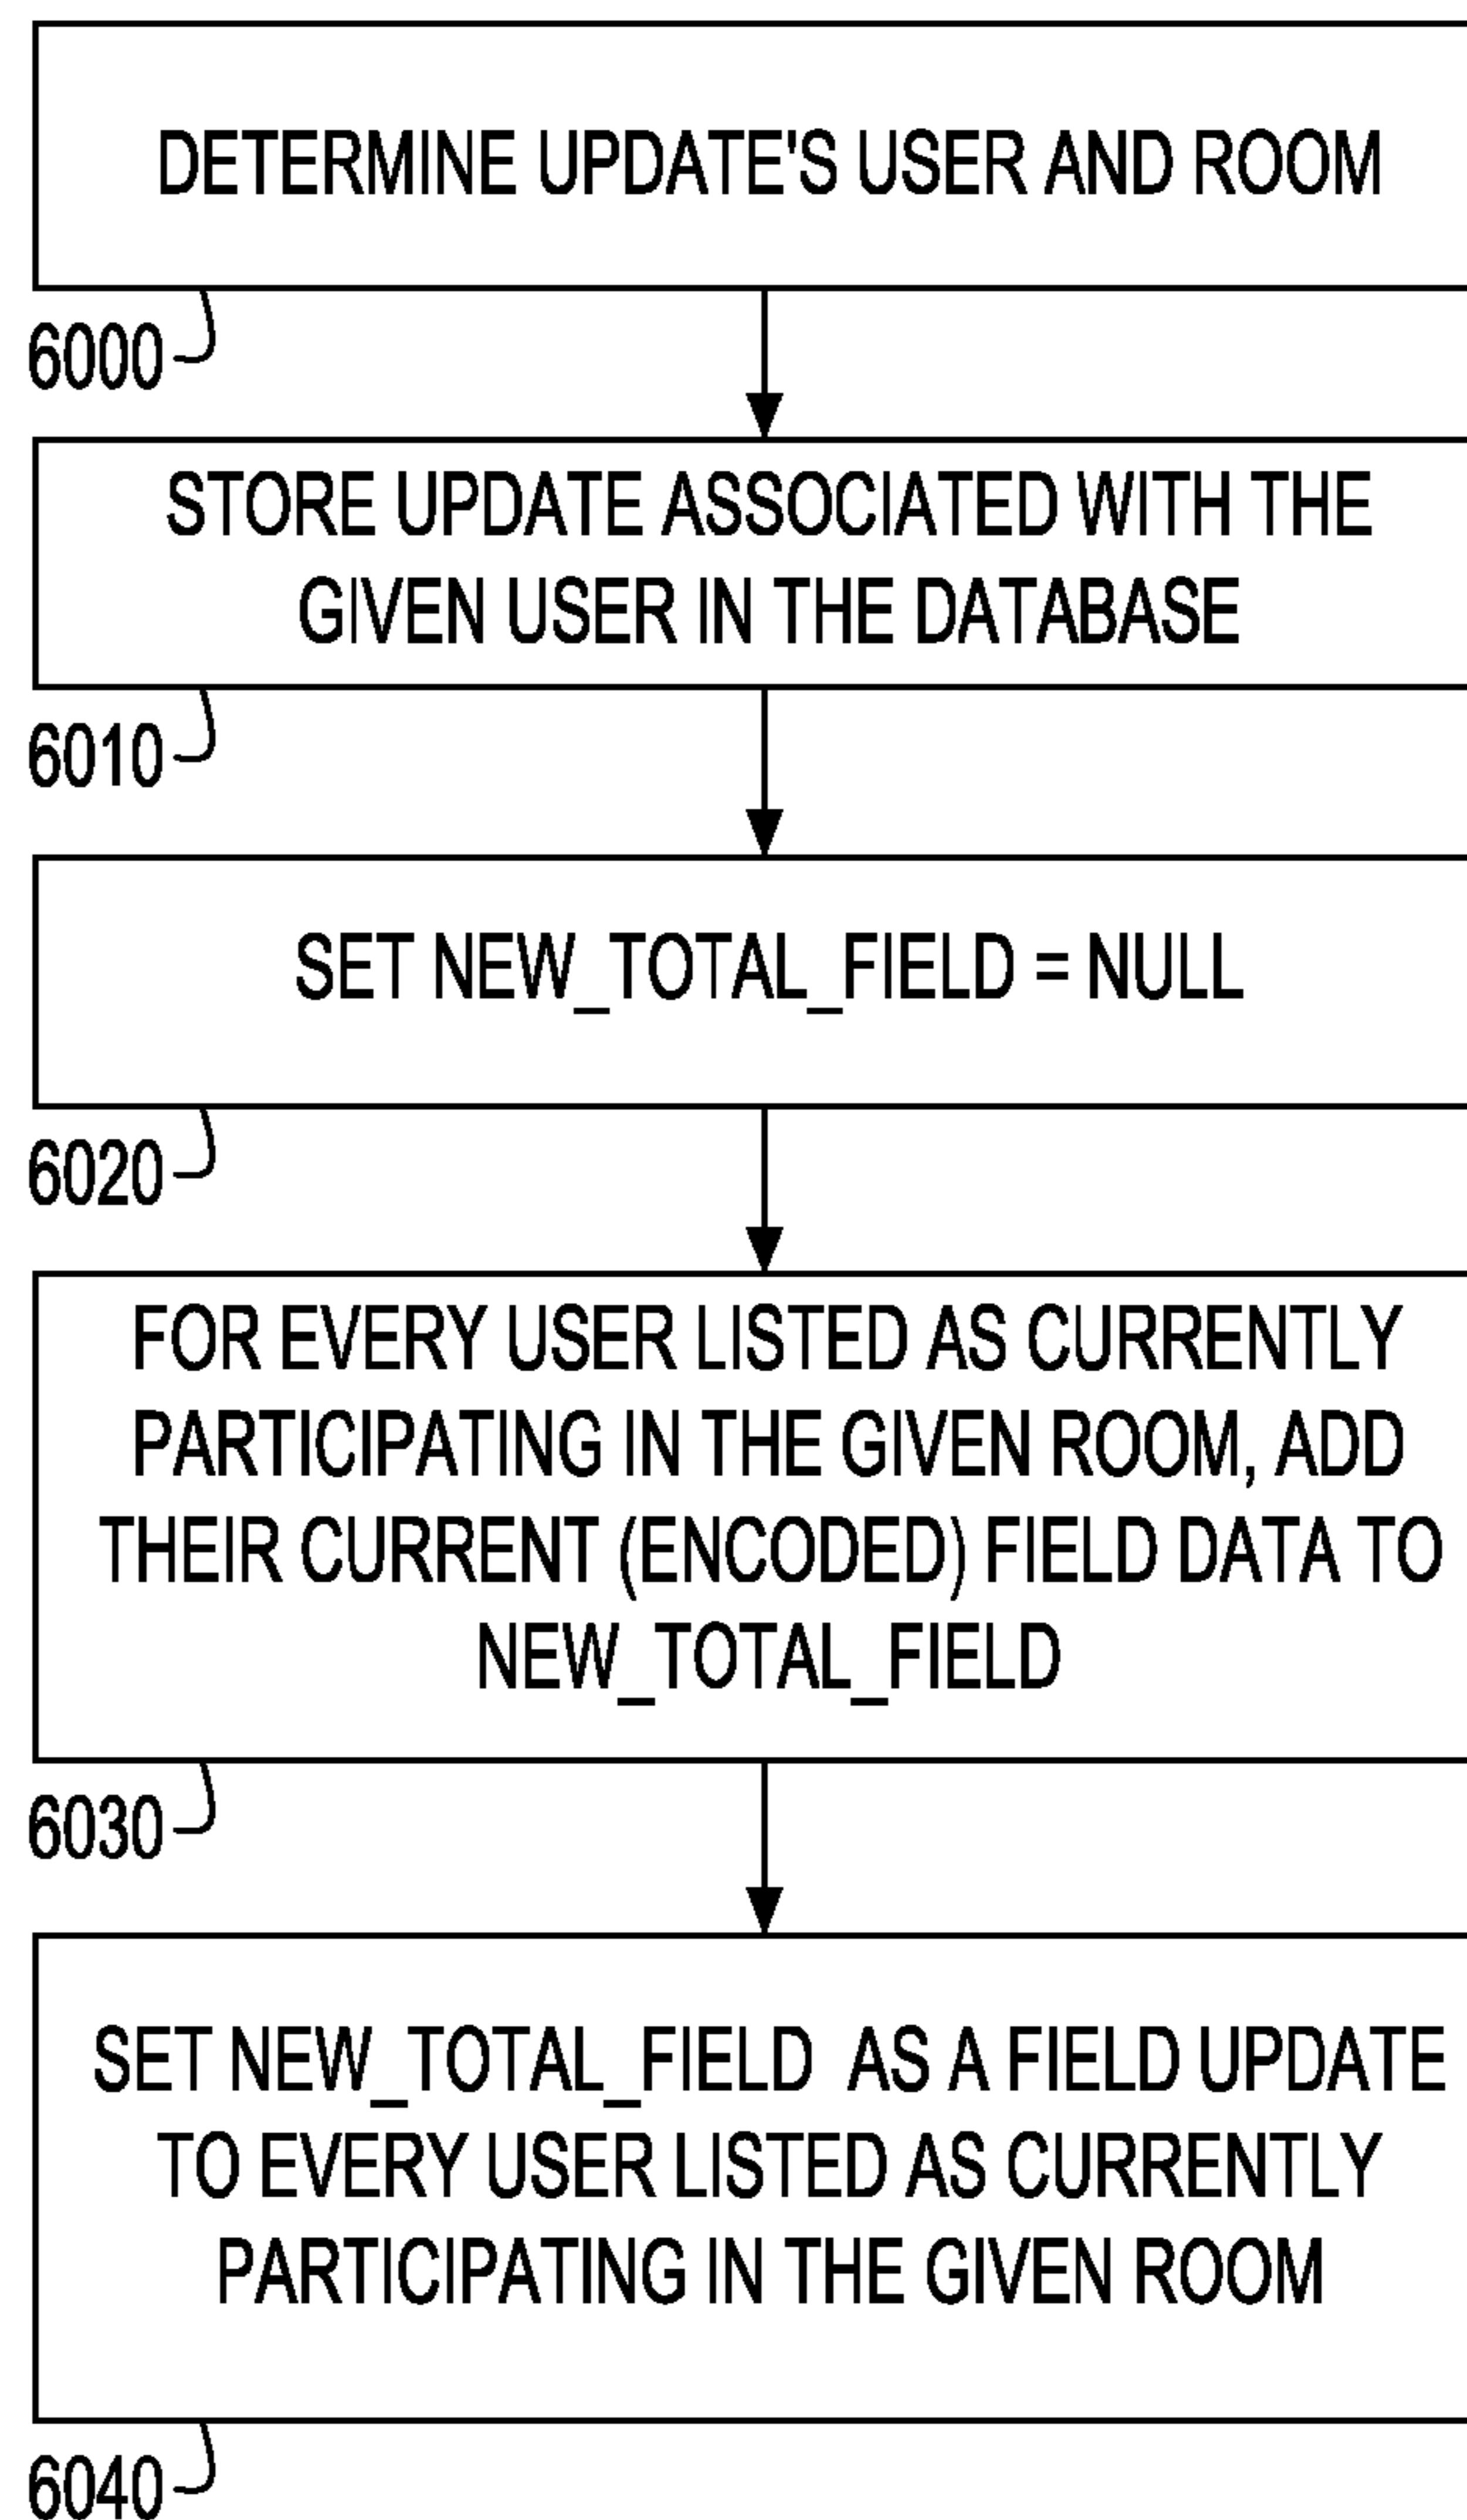 DETERMINE UPDATE'S USER AND ROOM
6000
STORE UPDATE ASSOCIATED WITH THE
GIVEN USER IN THE DATABASE
6010
SET NEW_TOTAL_FIELD = NULL
6020
FOR EVERY USER LISTED AS CURRENTLY
PARTICIPATING IN THE GIVEN ROOM, ADD
THEIR CURRENT (ENCODED) FIELD DATA TO
NEW_TOTAL_FIELD
6030
SET NEW_TOTAL_FIELD AS A FIELD UPDATE
TO EVERY USER LISTED AS CURRENTLY
PARTICIPATING IN THE GIVEN ROOM
6040